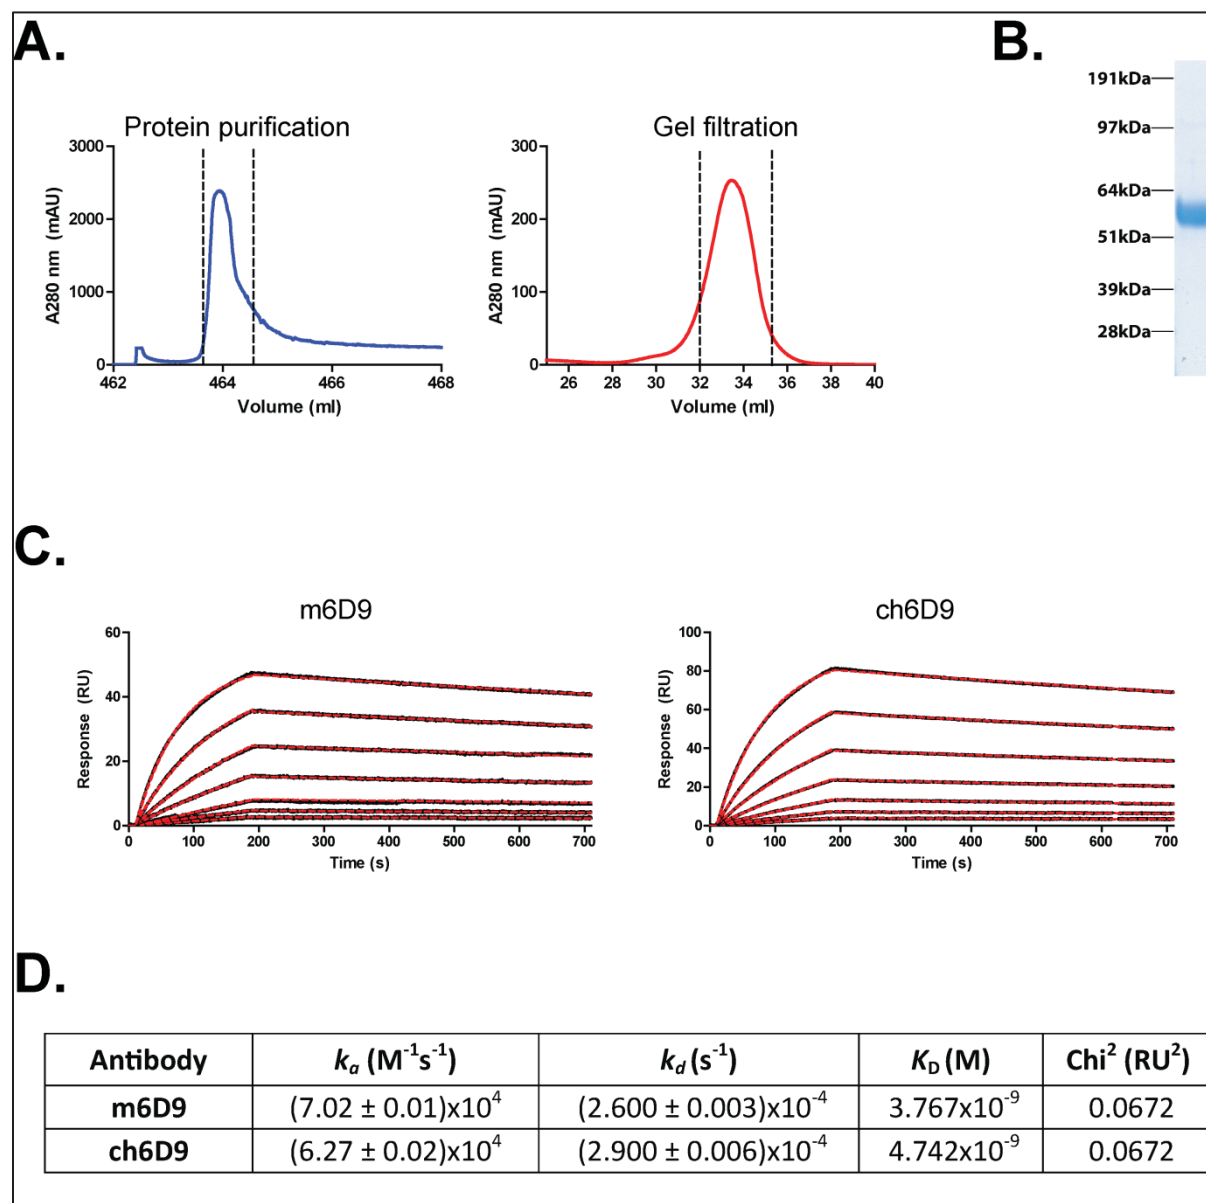 A.
B.
Protein purification
Gel filtration
A280 nm (mAU)
3000
2000
1000
0
462 464 466 468
Volume (ml)
A280 nm (mAU)
300
200
100
0
26 28 30 32 34 36 38 40
Volume (ml)
191kDa
97kDa
64kDa
51kDa
39kDa
28kDa
C.
m6D9
ch6D9
Response (RU)
60
40
20
0
0 100 200 300 400 500 600 700
Time (s)
Response (RU)
100
80
60
40
20
0
0 100 200 300 400 500 600 700
Time (s)
D.
Antibody kₐ (M⁻¹s⁻¹) k_d (s⁻¹) K_D (M) Chi² (RU²)
m6D9 (7.02 ± 0.01)x10⁴ (2.600 ± 0.003)x10⁻⁴ 3.767x10⁻⁹ 0.0672
ch6D9 (6.27 ± 0.02)x10⁴ (2.900 ± 0.006)x10⁻⁴ 4.742x10⁻⁹ 0.0672